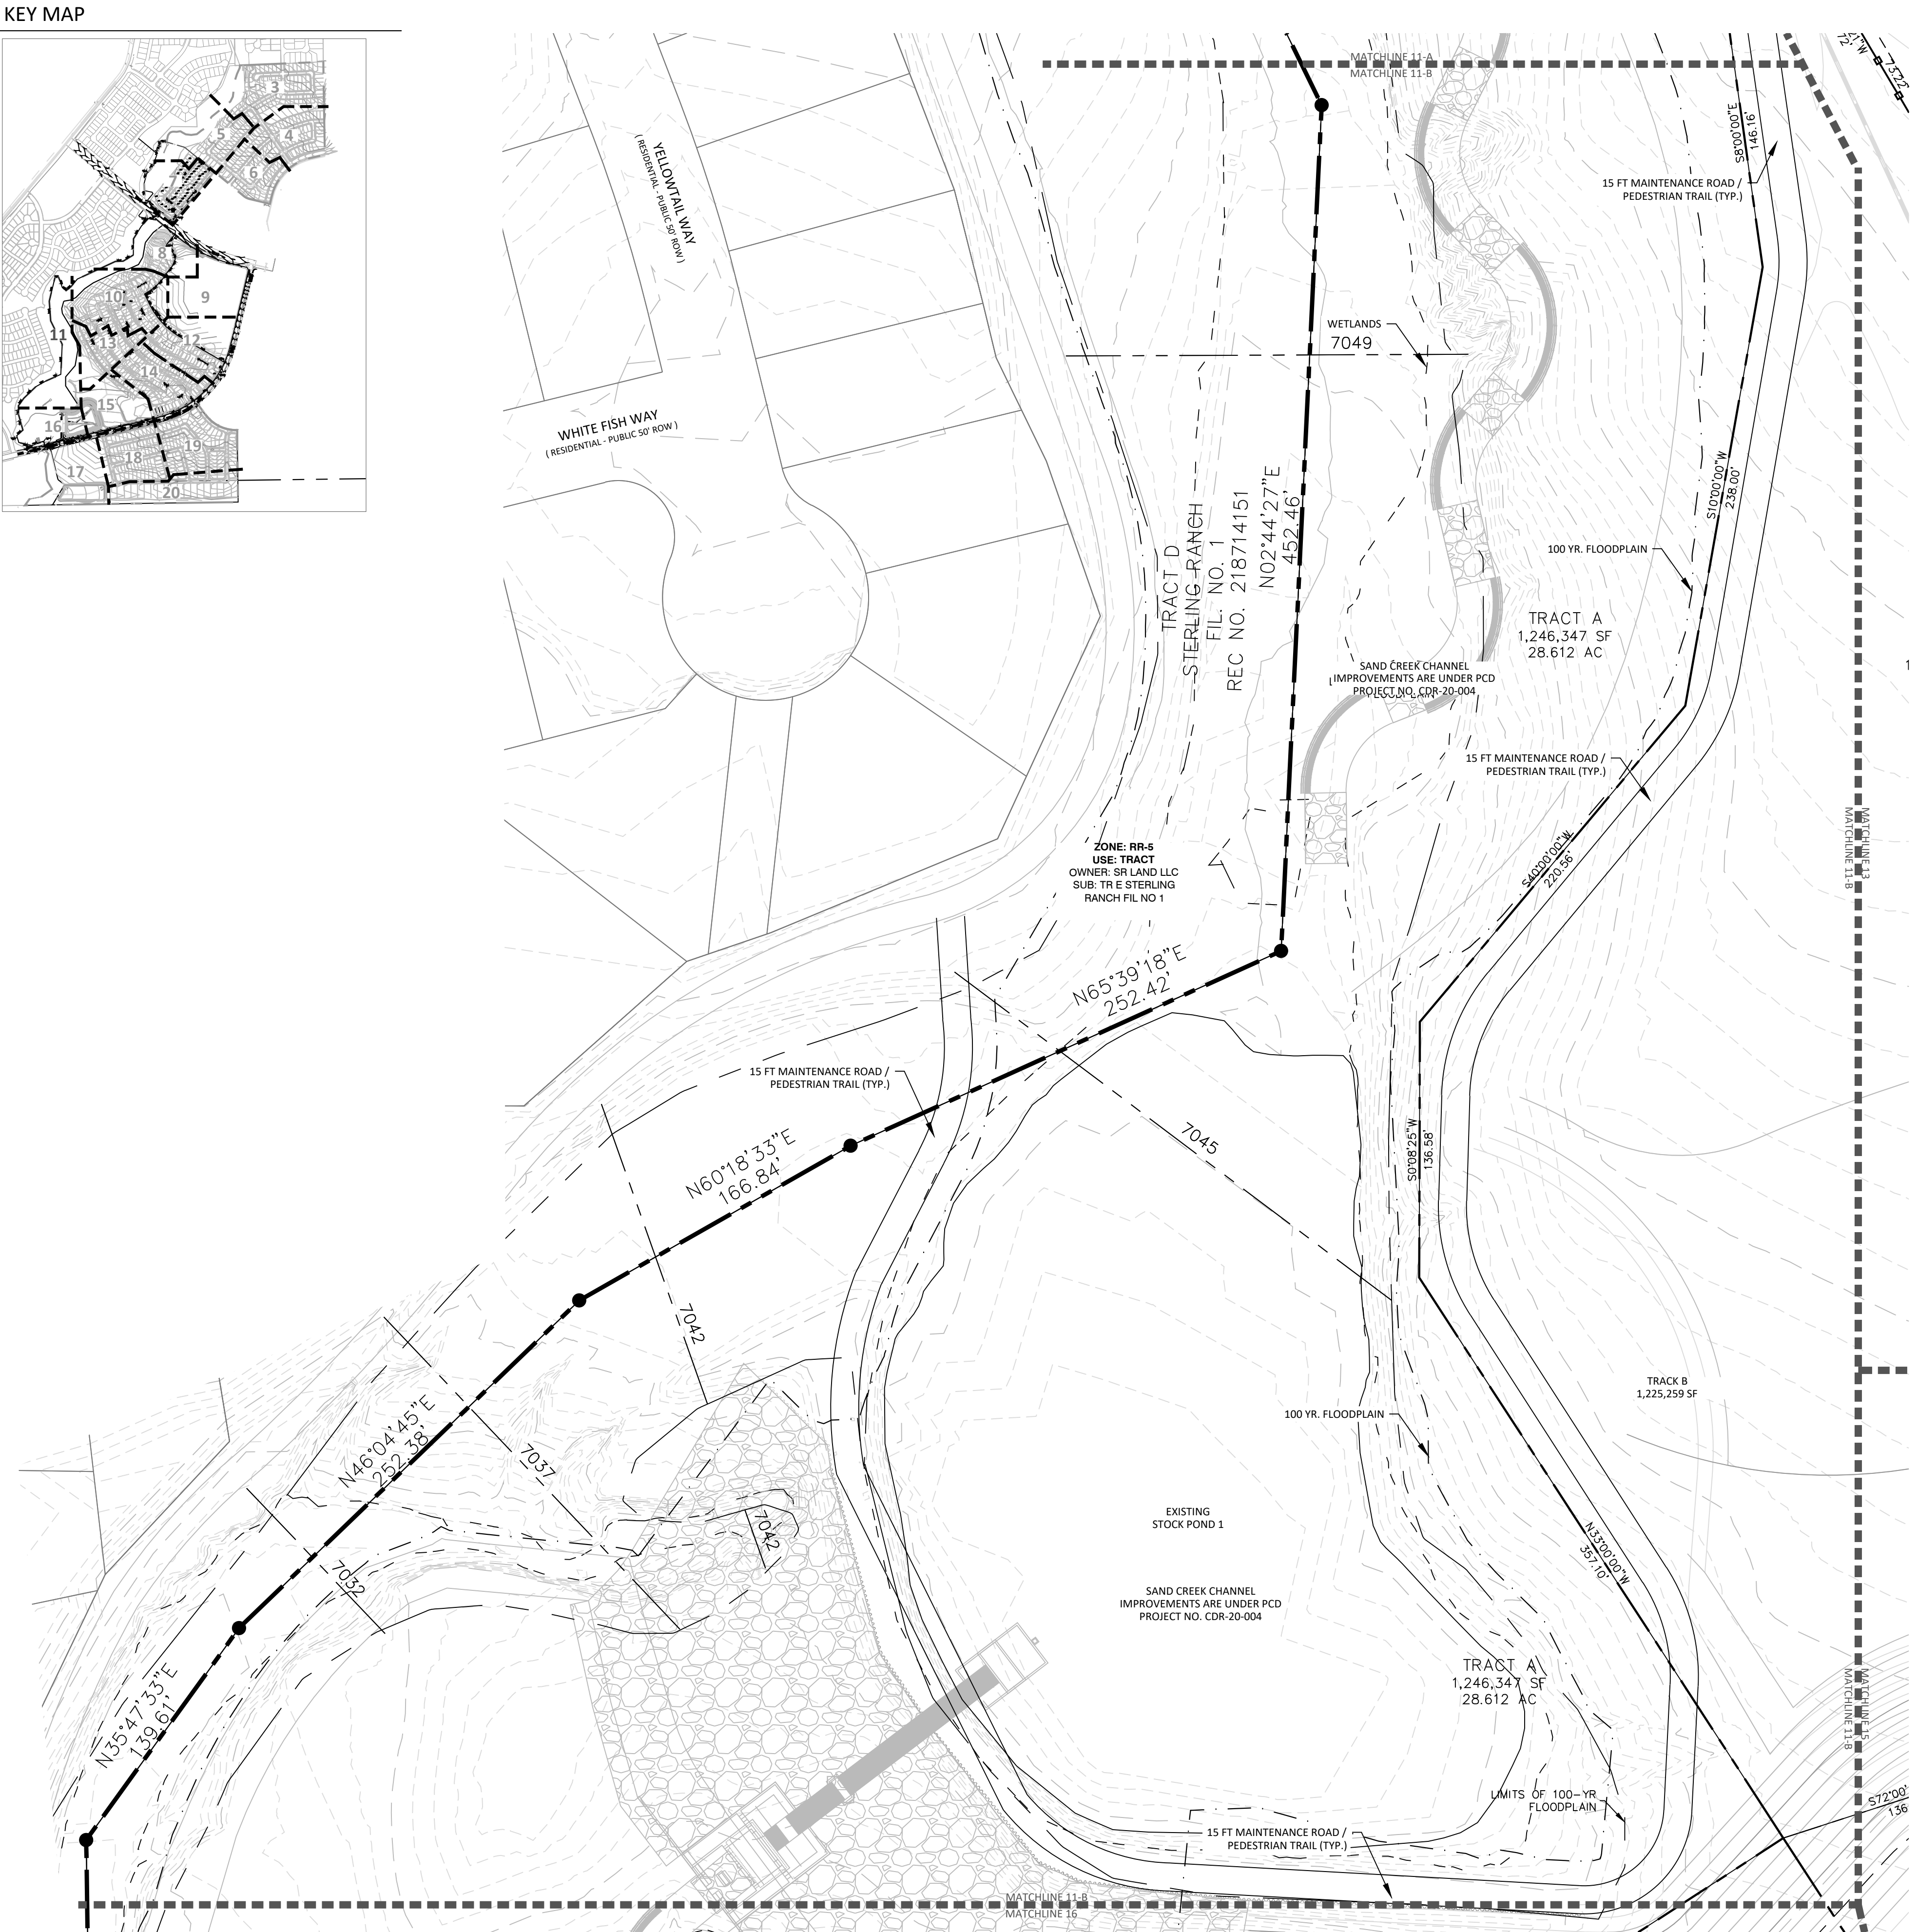 KEY MAP
3
5
4
6
7
8
9
10
11
12
13
14
15
16
17
18
19
20
MATCHLINE 11-A
MATCHLINE 11-B
73.22'
S8°00'00"E
146.16'
15 FT MAINTENANCE ROAD /
PEDESTRIAN TRAIL (TYP.)
YELLOWTAIL WAY
( RESIDENTIAL - PUBLIC 50' ROW )
WETLANDS
7049
WHITE FISH WAY
( RESIDENTIAL - PUBLIC 50' ROW )
TRACT D
STERLING RANCH
FIL. NO. 1
REC NO. 218714151
N02°44'27"E
452.46'
S10°00'00"W
238.00'
100 YR. FLOODPLAIN
TRACT A
1,246,347 SF
28.612 AC
SAND CREEK CHANNEL
IMPROVEMENTS ARE UNDER PCD
PROJECT NO. CDR-20-004
15 FT MAINTENANCE ROAD /
PEDESTRIAN TRAIL (TYP.)
MATCHLINE 13
MATCHLINE 11-B
S40°00'00"W
220.56'
ZONE: RR-5
USE: TRACT
OWNER: SR LAND LLC
SUB: TR E STERLING
RANCH FIL NO 1
N65°39'18"E
252.42'
15 FT MAINTENANCE ROAD /
PEDESTRIAN TRAIL (TYP.)
7045
S0°08'25"W
136.58'
N60°18'33"E
166.84'
7042
TRACK B
1,225,259 SF
N46°04'45"E
252.38'
7037
100 YR. FLOODPLAIN
EXISTING
STOCK POND 1
7042
N33°00'00"W
357.10'
7032
SAND CREEK CHANNEL
IMPROVEMENTS ARE UNDER PCD
PROJECT NO. CDR-20-004
TRACT A
1,246,347 SF
28.612 AC
N35°47'33"E
139.61'
MATCHLINE 15
MATCHLINE 11-B
LIMITS OF 100-YR
FLOODPLAIN
S72°00'
136
15 FT MAINTENANCE ROAD /
PEDESTRIAN TRAIL (TYP.)
MATCHLINE 11-B
MATCHLINE 16